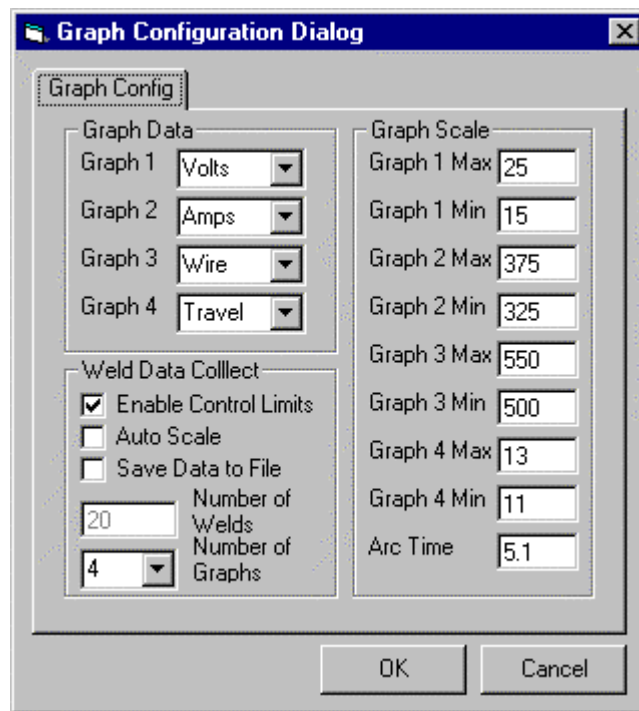 Graph Configuration Dialog
Graph Config
Graph Data
Graph 1 Volts
Graph 2 Amps
Graph 3 Wire
Graph 4 Travel
Weld Data Colllect
Enable Control Limits
Auto Scale
Save Data to File
20 Number of Welds
4 Number of Graphs
Graph Scale
Graph 1 Max 25
Graph 1 Min 15
Graph 2 Max 375
Graph 2 Min 325
Graph 3 Max 550
Graph 3 Min 500
Graph 4 Max 13
Graph 4 Min 11
Arc Time 5.1
OK Cancel